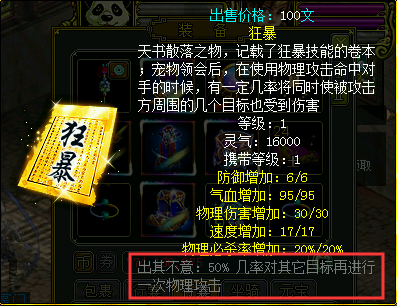 出售价格：100文
狂暴
天书散落之物，记载了狂暴技能的卷本
；宠物领会后，在使用物理攻击命中对
手的时候，有一定几率将同时使被攻击
方周围的几个目标也受到伤害
等级：1
灵气：16000
携带等级：1
防御增加：6/6
气血增加：95/95
物理伤害增加：30/30
速度增加：17/17
物理必杀率增加：20%/20%
出其不意：50% 几率对其它目标再进行
一次物理攻击
狂暴
装备
币 券
包裹
坐骑
元宝
取